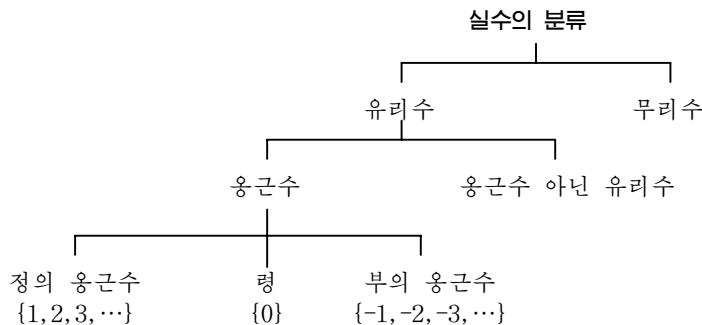 실수의 분류
유리수 무리수
옹근수 옹근수 아닌 유리수
정의 옹근수 령 부의 옹근수
{1,2,3,⋯} {0} {-1,-2,-3,⋯}